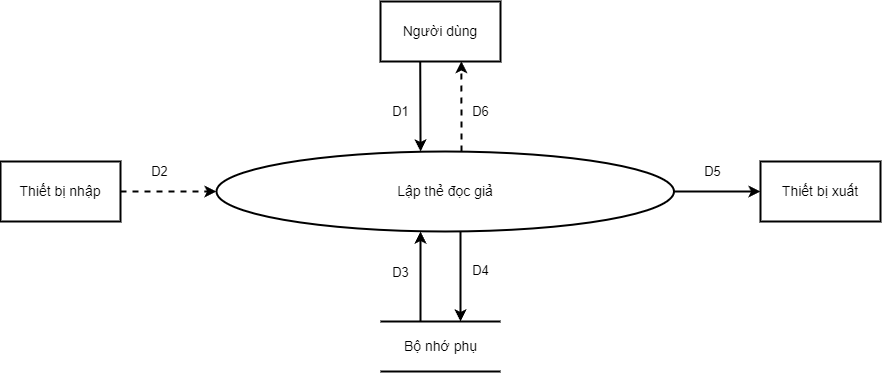 Người dùng
D1
D6
Thiết bị nhập
D2
Lập thẻ đọc giả
D5
Thiết bị xuất
D3
D4
Bộ nhớ phụ